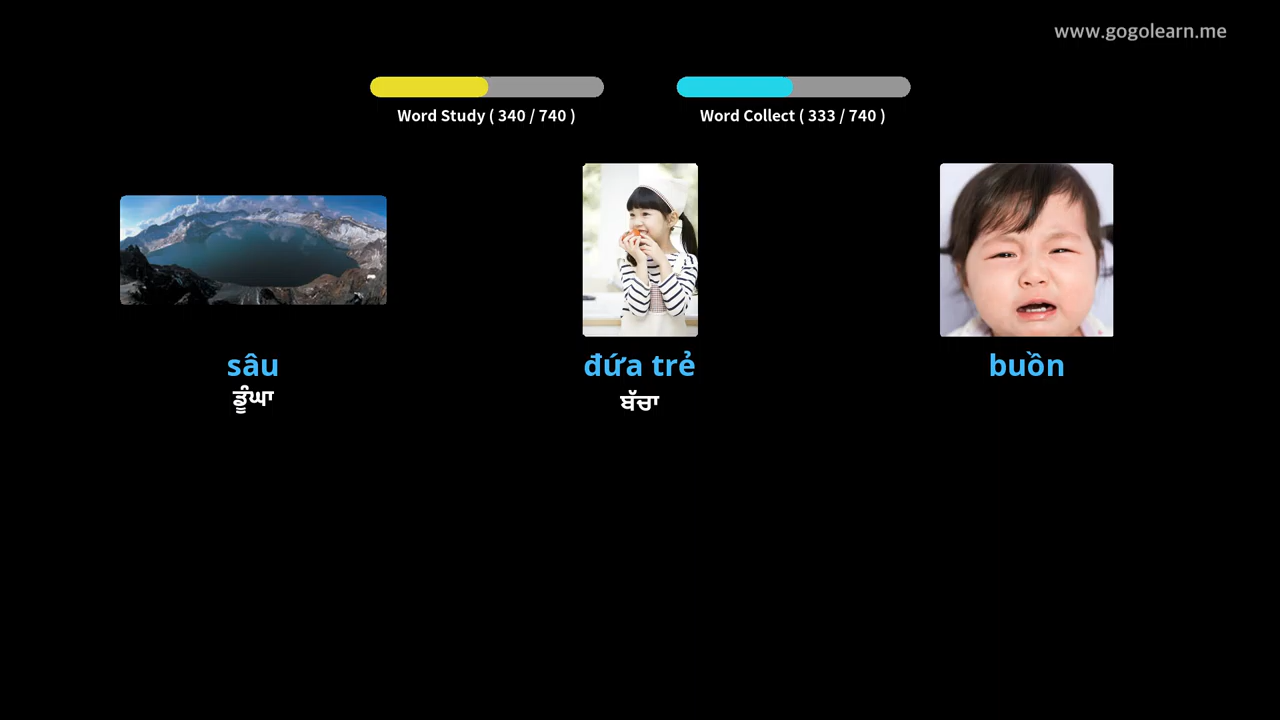 www.gogolearn.me
Word Study ( 340 / 740 )
Word Collect ( 333 / 740 )
sâu
đứa trẻ
buồn
ਡੂੰਘਾ
ਬੱਚਾ